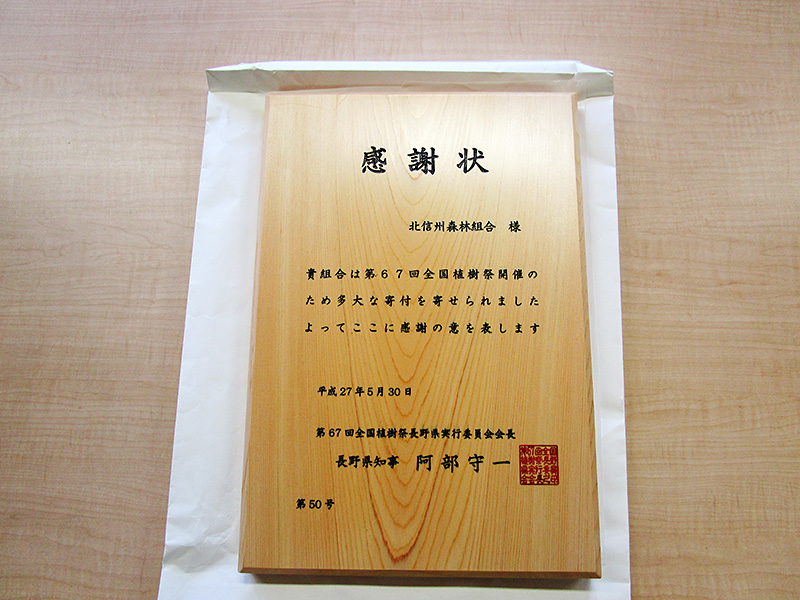 感謝状
北信州森林組合 様
貴組合は第67回全国植樹祭開催の
ため多大な寄付を寄せられました
よってここに感謝の意を表します
平成27年5月30日
第67回全国植樹祭長野県実行委員会会長
長野県知事 阿部守一
第50号